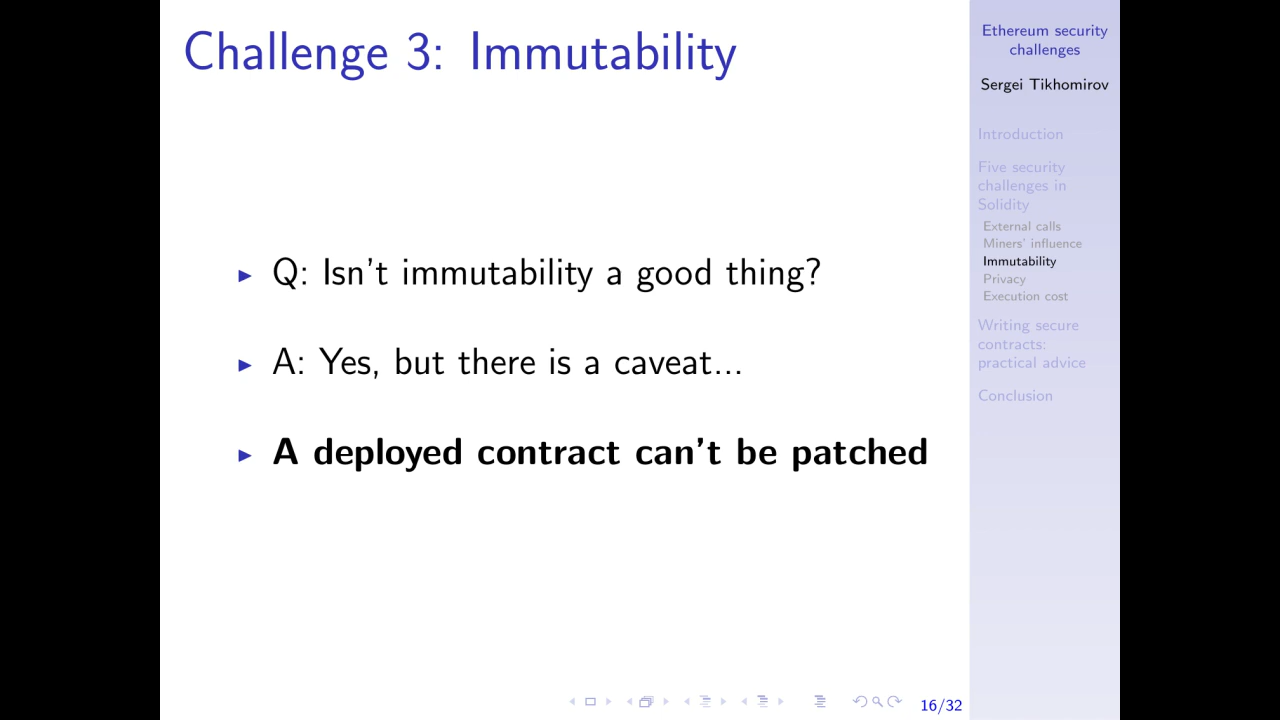 Challenge 3: Immutability
Q: Isn't immutability a good thing?
A: Yes, but there is a caveat...
A deployed contract can't be patched
Ethereum security
challenges
Sergei Tikhomirov
Introduction
Five security
challenges in
Solidity
External calls
Miners' influence
Immutability
Privacy
Execution cost
Writing secure
contracts:
practical advice
Conclusion
16/32